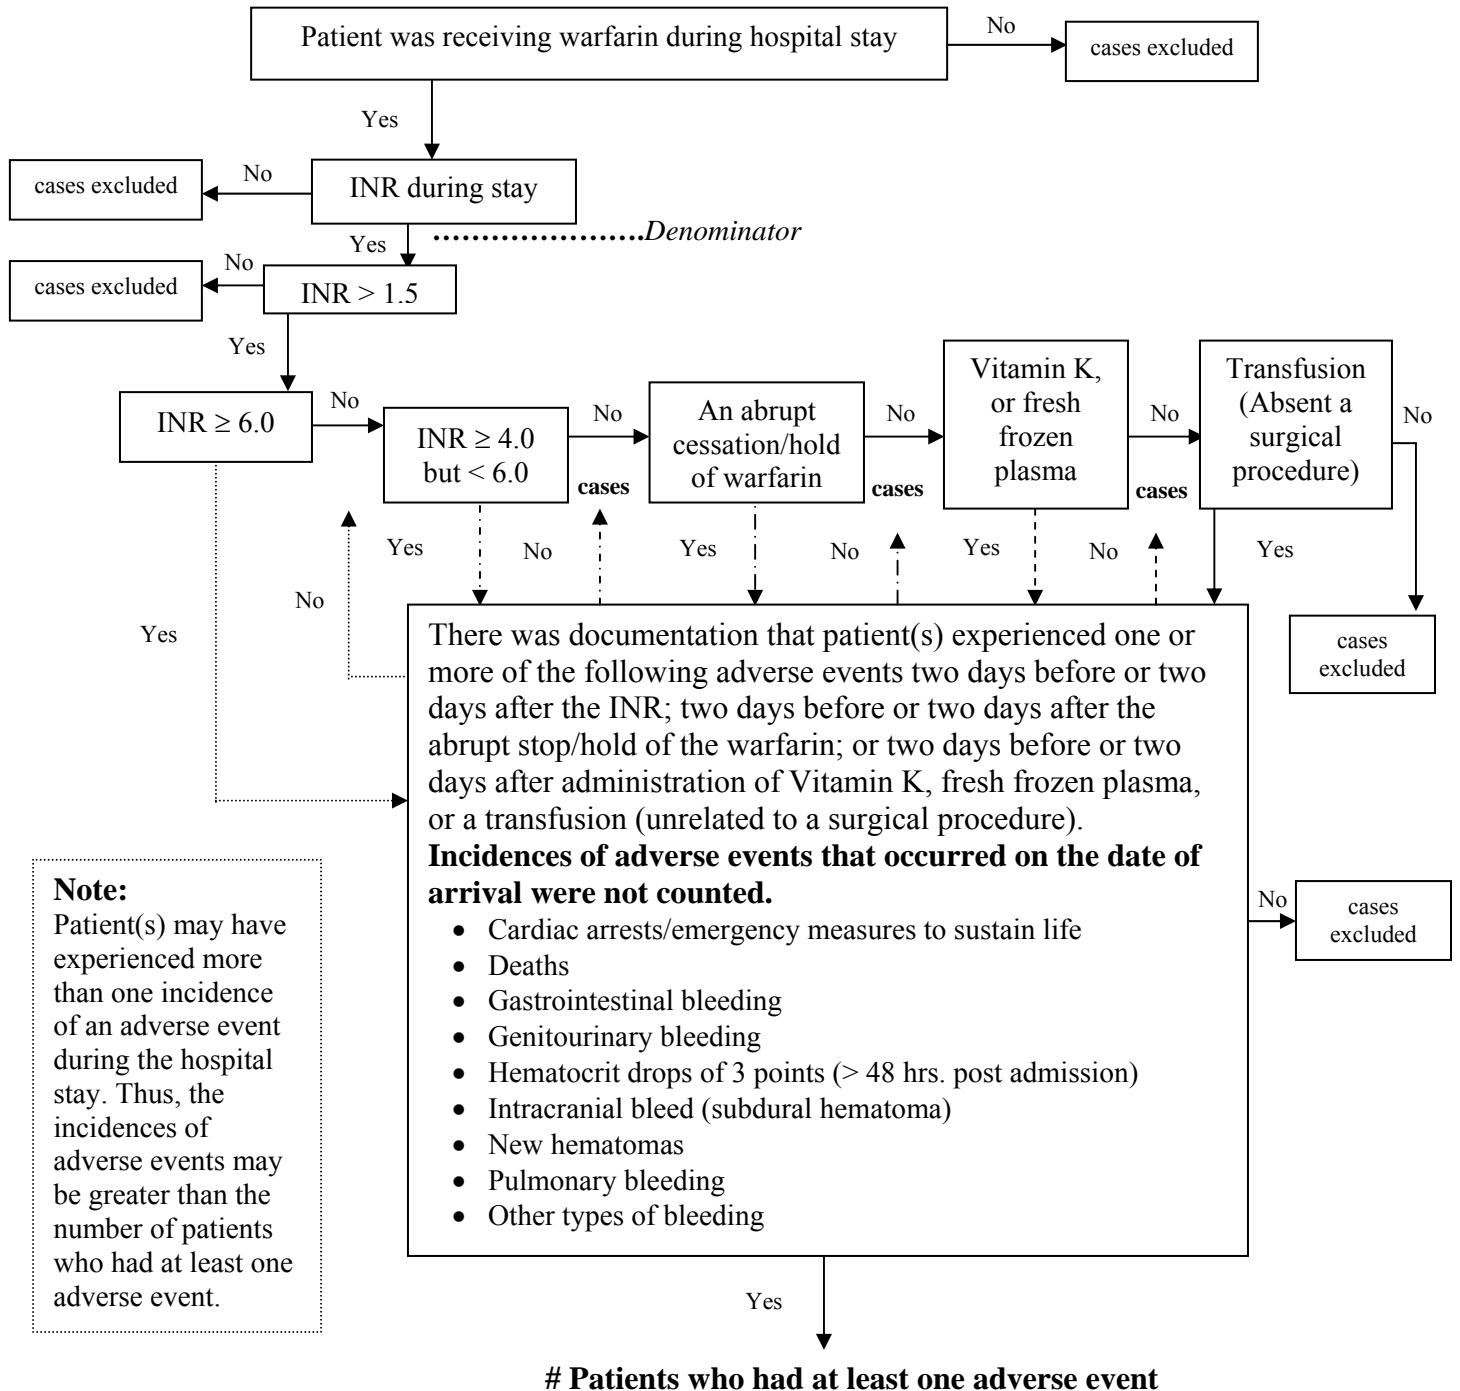 Patient was receiving warfarin during hospital stay
No
cases excluded
Yes
cases excluded
No
INR during stay
......................Denominator
Yes
cases excluded
No
INR > 1.5
Yes
INR ≥ 6.0
No
INR ≥ 4.0
but < 6.0
No
cases
An abrupt
cessation/hold
of warfarin
No
cases
Vitamin K,
or fresh
frozen
plasma
No
cases
Transfusion
(Absent a
surgical
procedure)
No
Yes
No
Yes
No
Yes
No
Yes
No
Yes
cases
excluded
There was documentation that patient(s) experienced one or
more of the following adverse events two days before or two
days after the INR; two days before or two days after the
abrupt stop/hold of the warfarin; or two days before or two
days after administration of Vitamin K, fresh frozen plasma,
or a transfusion (unrelated to a surgical procedure).
Incidences of adverse events that occurred on the date of
arrival were not counted.
• Cardiac arrests/emergency measures to sustain life
• Deaths
• Gastrointestinal bleeding
• Genitourinary bleeding
• Hematocrit drops of 3 points (> 48 hrs. post admission)
• Intracranial bleed (subdural hematoma)
• New hematomas
• Pulmonary bleeding
• Other types of bleeding
No
cases
excluded
Note:
Patient(s) may have
experienced more
than one incidence
of an adverse event
during the hospital
stay. Thus, the
incidences of
adverse events may
be greater than the
number of patients
who had at least one
adverse event.
Yes
# Patients who had at least one adverse event